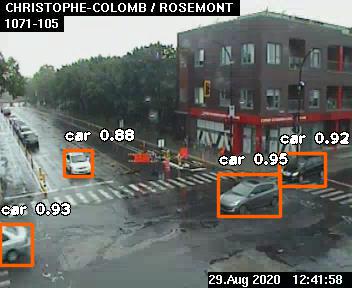 CHRISTOPHE-COLOMB / ROSEMONT
1071-105
car 0.88
car 0.92
car 0.95
car 0.93
29.Aug 2020 12:41:58